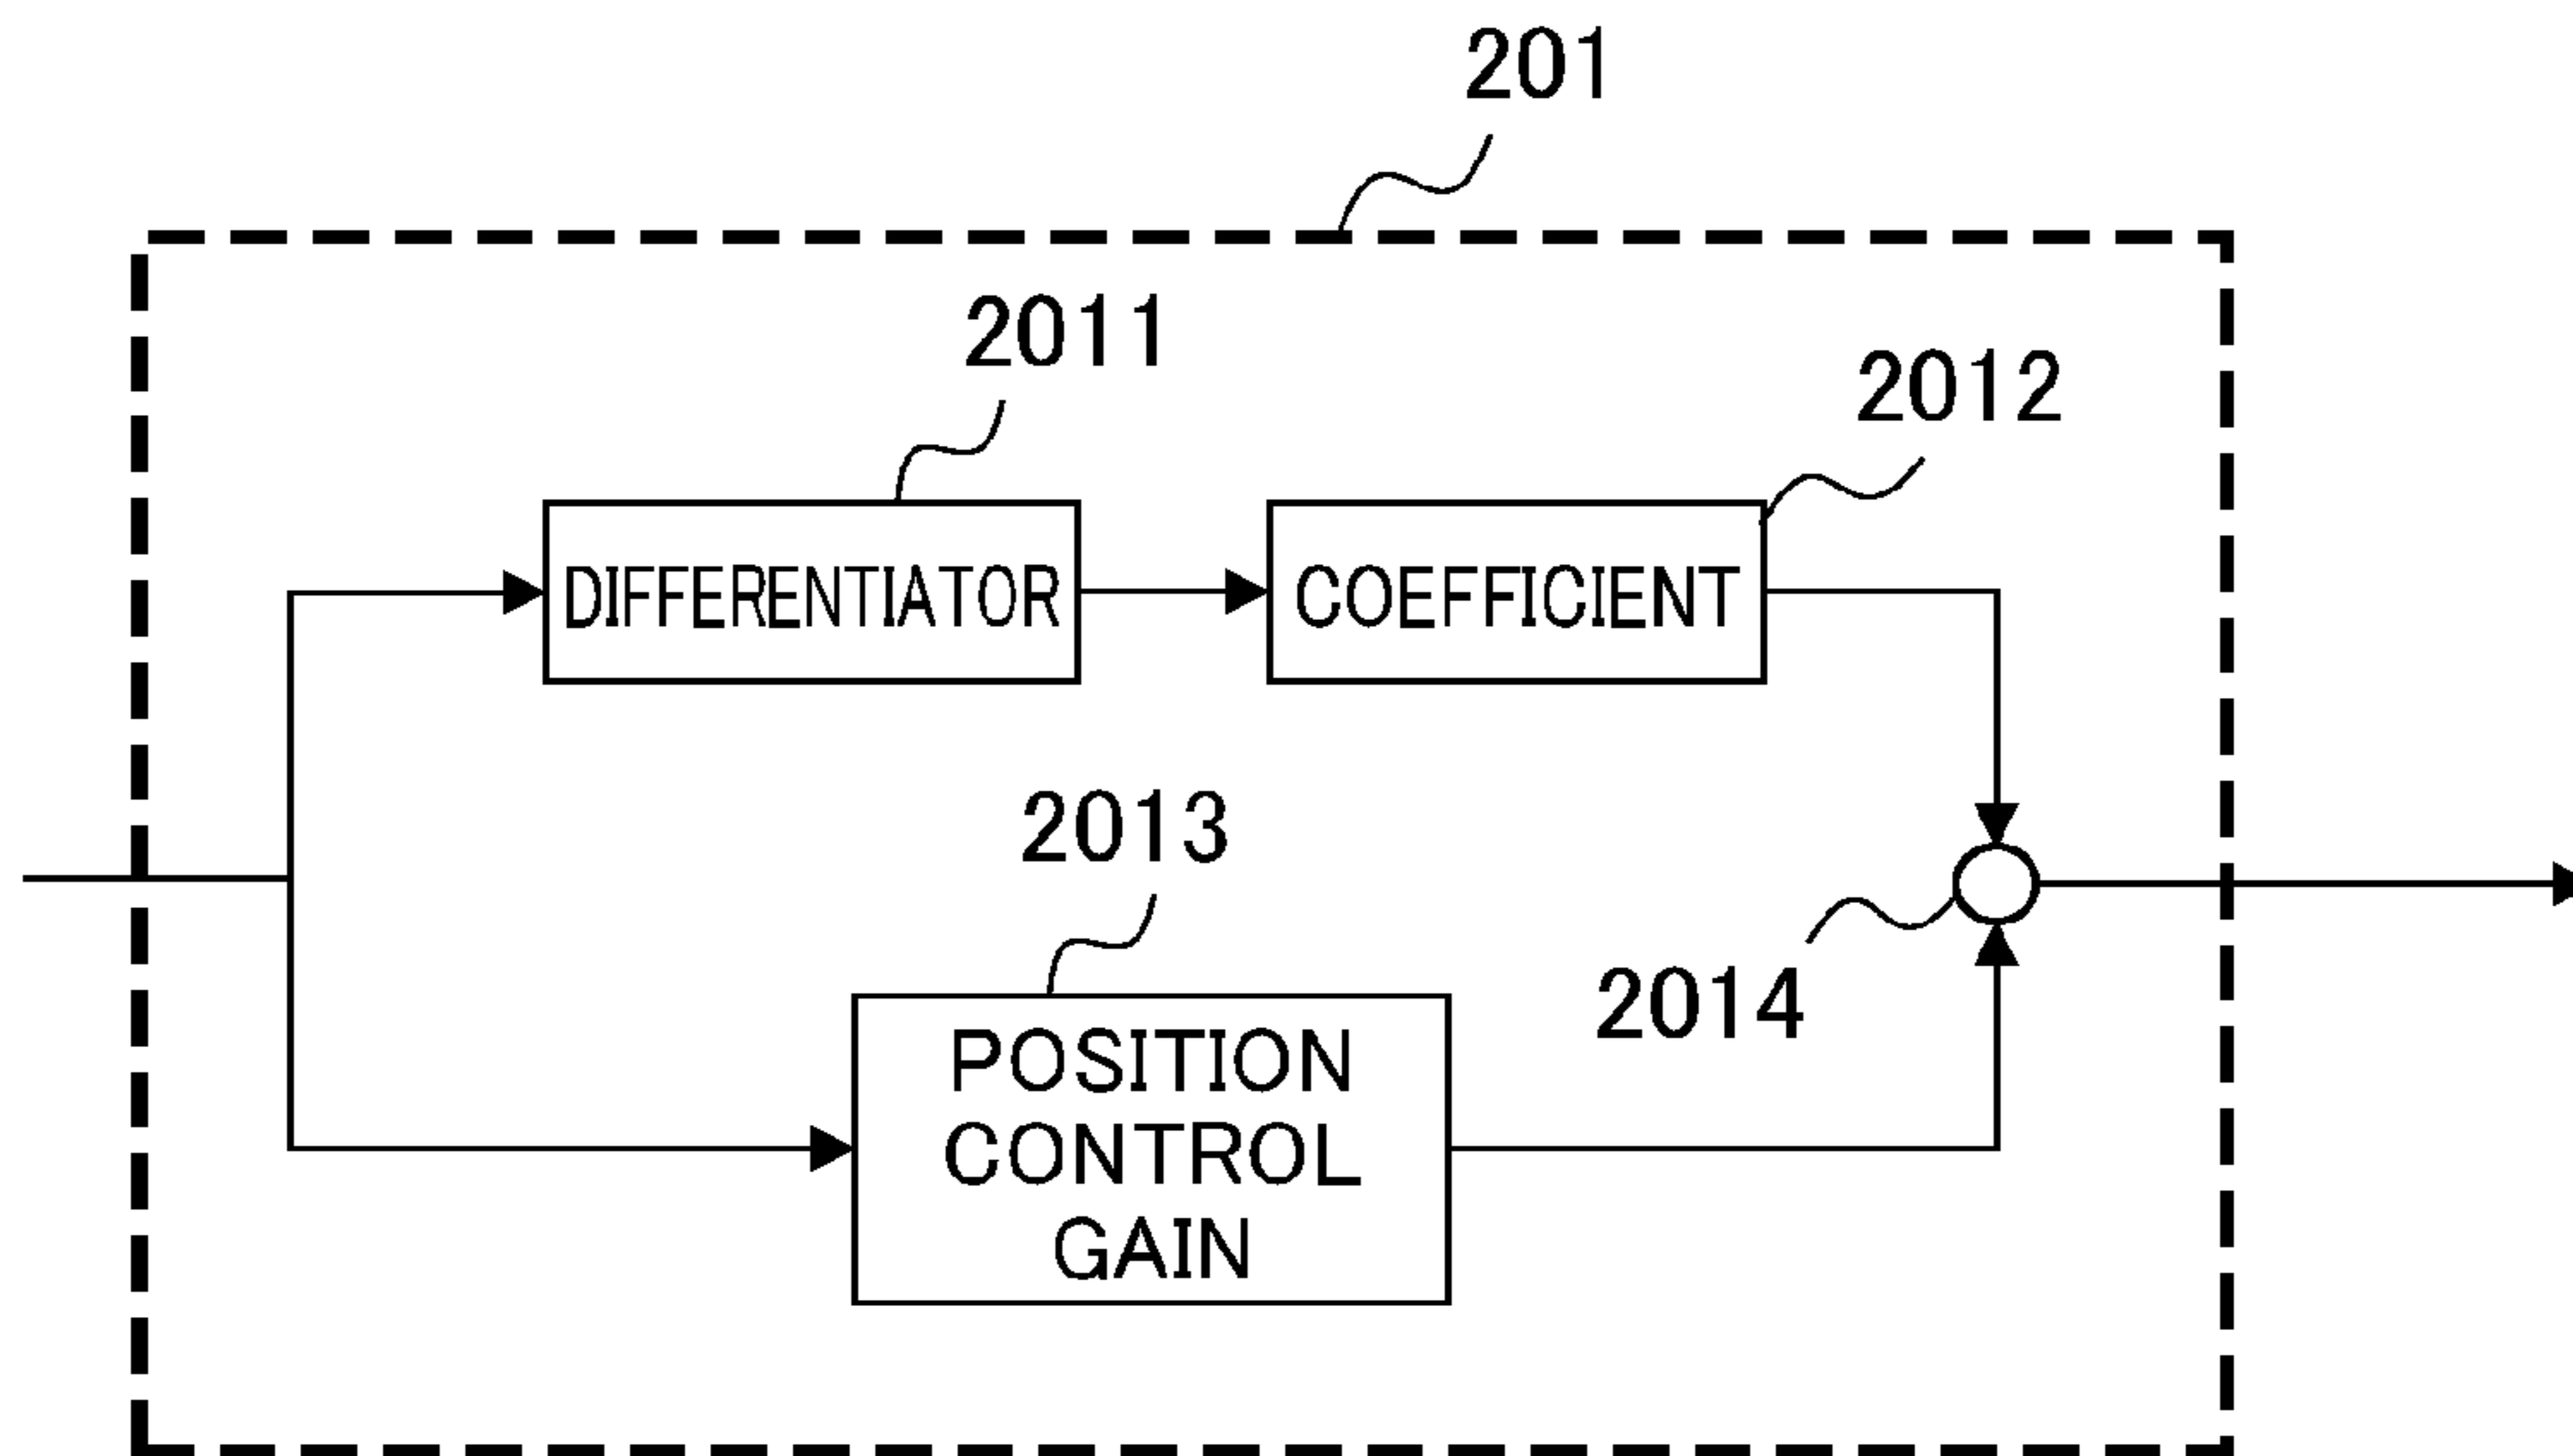 201
2011
2012
DIFFERENTIATOR
COEFFICIENT
2013
2014
POSITION
CONTROL
GAIN